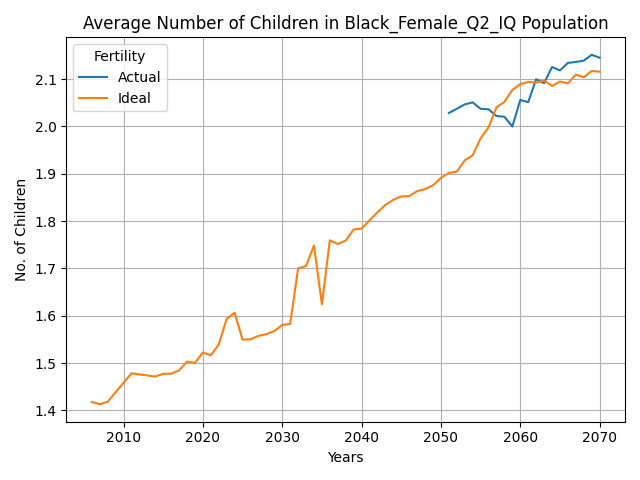 Average Number of Children in Black_Female_Q2_IQ Population
Fertility
Actual
Ideal
No. of Children
2.1
2.0
1.9
1.8
1.7
1.6
1.5
1.4
2010 2020 2030 2040 2050 2060 2070
Years